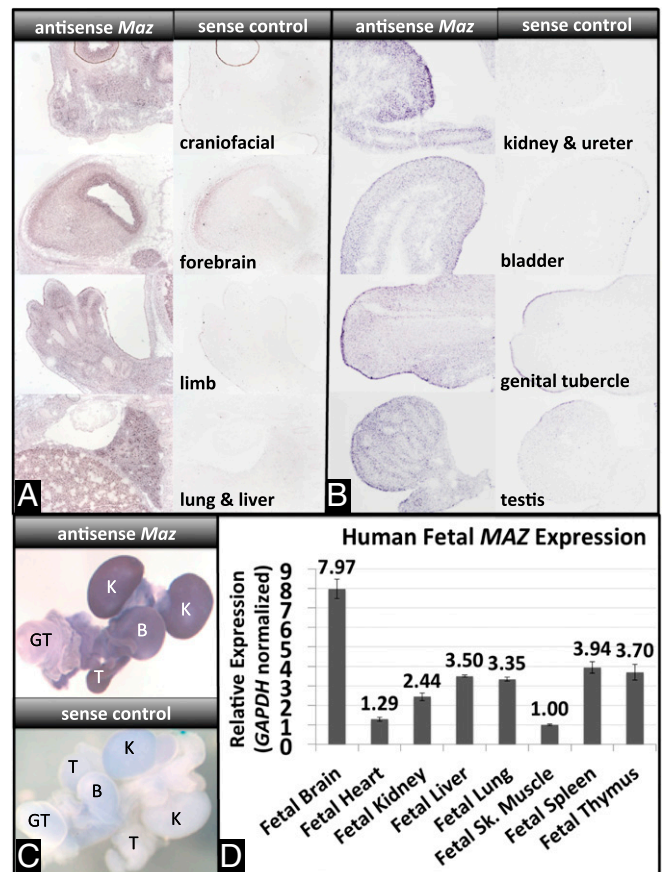 antisense Maz
sense control
antisense Maz
sense control
craniofacial
kidney & ureter
forebrain
bladder
limb
genital tubercle
A
lung & liver
B
testis
antisense Maz
K
K
B
GT
T
sense control
K
T
B
GT
K
T
C
Human Fetal MAZ Expression
Relative Expression
(GAPDH normalized)
9
8
7
6
5
4
3
2
1
0
7.97
1.29
2.44
3.50
3.35
1.00
3.94
3.70
Fetal Brain
Fetal Heart
Fetal Kidney
Fetal Liver
Fetal Lung
Fetal Sk. Muscle
Fetal Spleen
Fetal Thymus
D